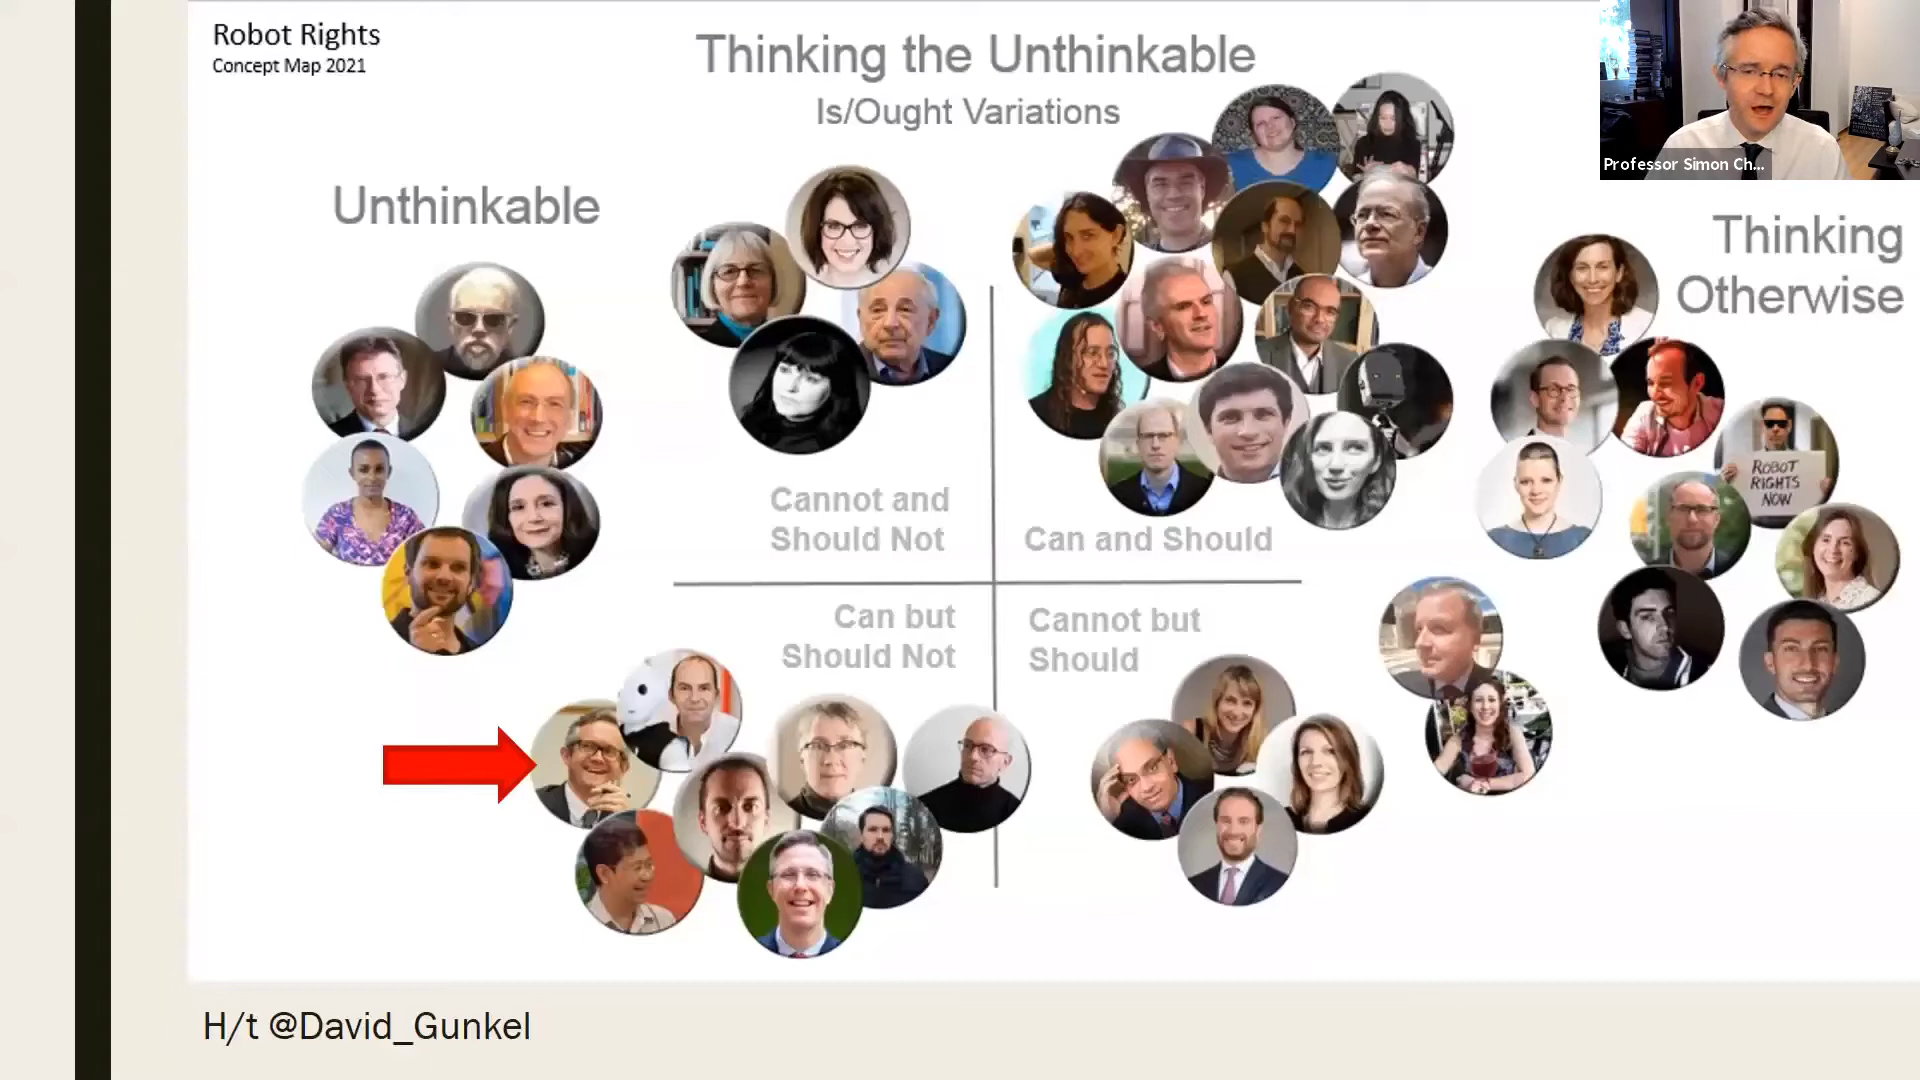 Robot Rights
Concept Map 2021
Thinking the Unthinkable
Is/Ought Variations
Professor Simon Ch...
Unthinkable
Thinking
Otherwise
ROBOT
RIGHTS
NOW
Cannot and
Should Not
Can and Should
Can but
Should Not
Cannot but
Should
H/t @David_Gunkel